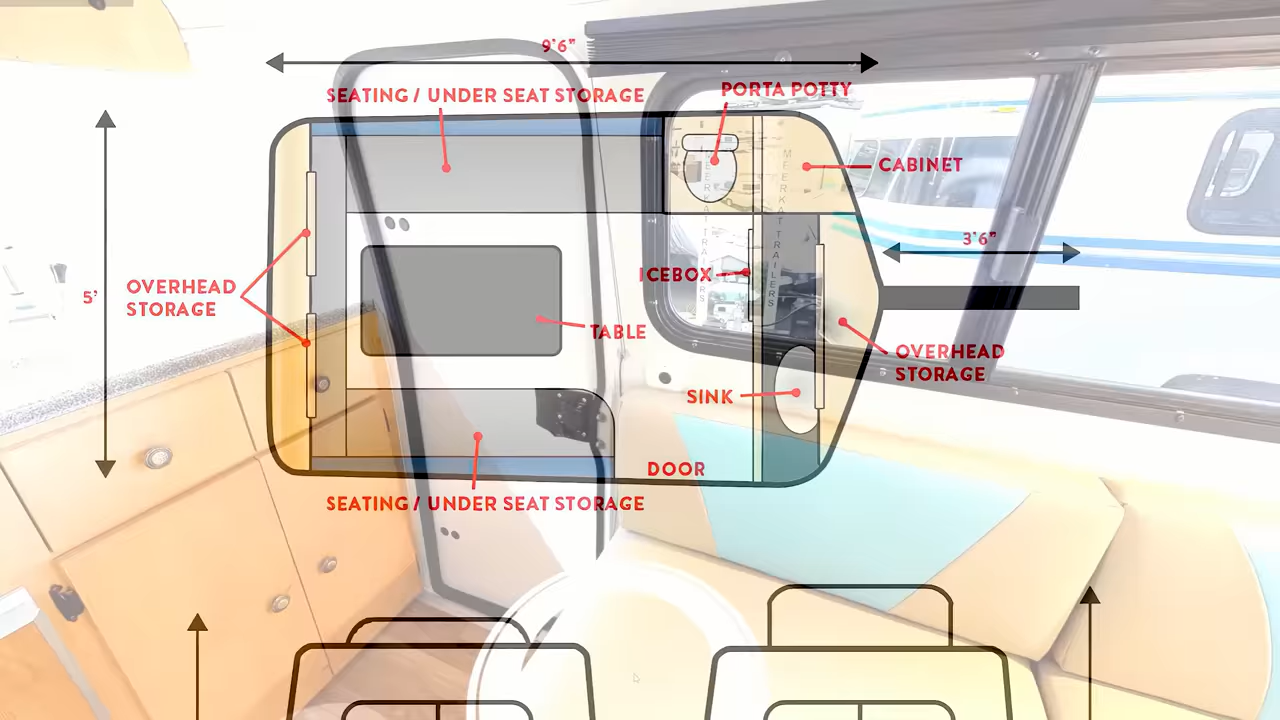 9'6"
SEATING / UNDER SEAT STORAGE
PORTA POTTY
CABINET
3'6"
ICEBOX
OVERHEAD
STORAGE
5'
TABLE
OVERHEAD
STORAGE
SINK
DOOR
SEATING / UNDER SEAT STORAGE
MEERKAT TRAILERS
MEERKAT TRAILERS